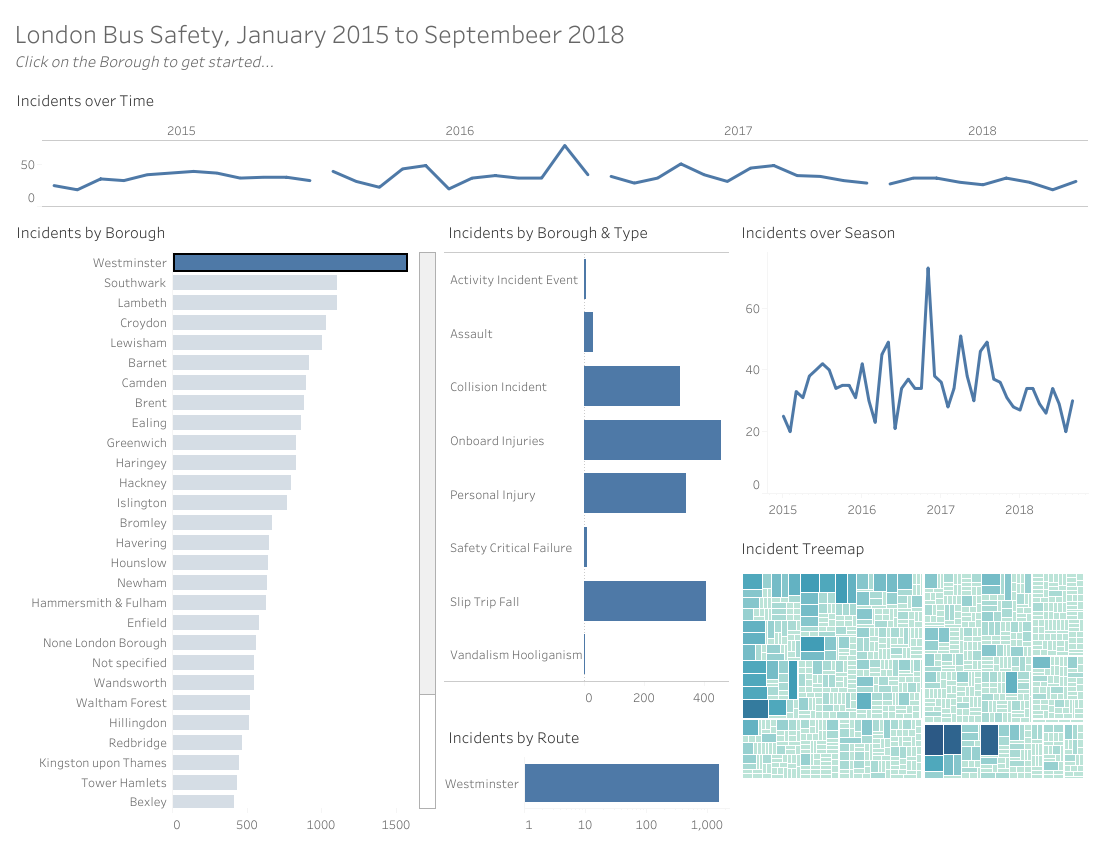 London Bus Safety, January 2015 to Septembeer 2018
Click on the Borough to get started...
Incidents over Time
2015 2016 2017 2018
50
0
Incidents by Borough
Westminster
Southwark
Lambeth
Croydon
Lewisham
Barnet
Camden
Brent
Ealing
Greenwich
Haringey
Hackney
Islington
Bromley
Havering
Hounslow
Newham
Hammersmith & Fulham
Enfield
None London Borough
Not specified
Wandsworth
Waltham Forest
Hillingdon
Redbridge
Kingston upon Thames
Tower Hamlets
Bexley
0 500 1000 1500
Incidents by Borough & Type
Activity Incident Event
Assault
Collision Incident
Onboard Injuries
Personal Injury
Safety Critical Failure
Slip Trip Fall
Vandalism Hooliganism
0 200 400
Incidents by Route
Westminster
1 10 100 1,000
Incidents over Season
60
40
20
0
2015 2016 2017 2018
Incident Treemap